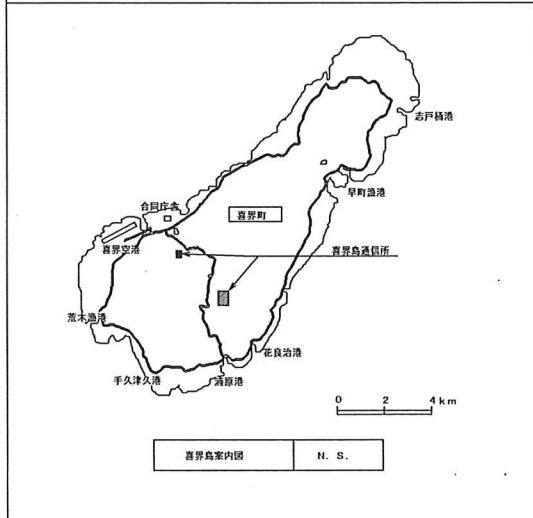 志戸桶港
早町漁港
合同庁舎
喜界町
喜界空港
喜界島通信所
荒木漁港
花良治港
手久津久港
浦原港
0 2 4km
喜界島案内図 N. S.